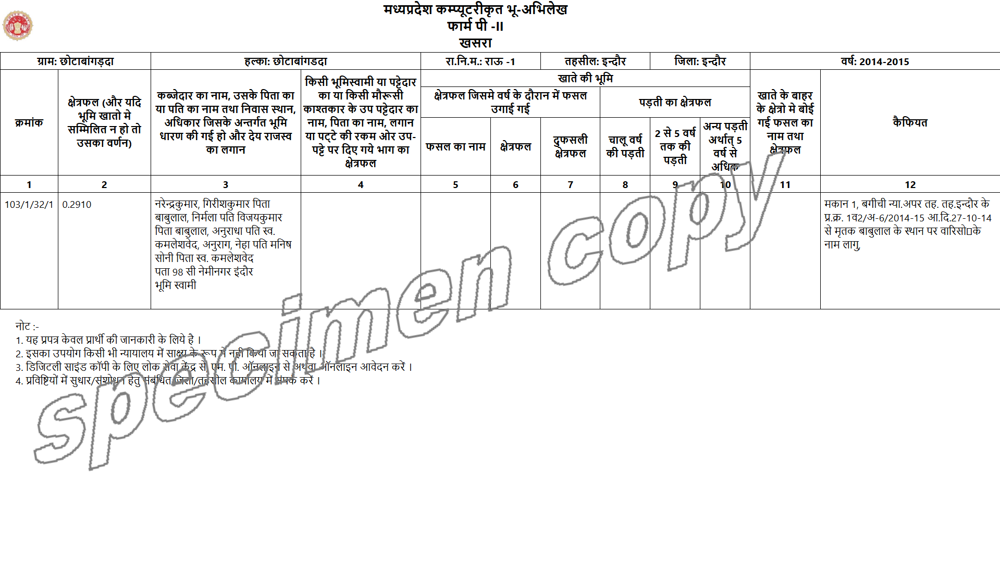 मध्यप्रदेश कम्प्यूटरीकृत भू-अभिलेख
फार्म पी -II
खसरा
ग्राम: छोटाबांगड़दा
हल्का: छोटाबांगडदा
रा.नि.म.: राऊ -1
तहसील: इन्दौर
जिला: इन्दौर
वर्ष: 2014-2015
क्रमांक
क्षेत्रफल (और यदि
भूमि खातो मे
सम्मिलित न हो तो
उसका वर्णन)
कब्जेदार का नाम, उसके पिता का
या पति का नाम तथा निवास स्थान,
अधिकार जिसके अन्तर्गत भूमि
धारण की गई हो और देय राजस्व
का लगान
किसी भूमिस्वामी या पट्टेदार
का या किसी मौरूसी
काश्तकार के उप पट्टेदार का
नाम, पिता का नाम, लगान
या पट्टे की रकम ओर उप-
पट्टे पर दिए गये भाग का
क्षेत्रफल
खाते की भूमि
क्षेत्रफल जिसमे वर्ष के दौरान में फसल
उगाई गई
पड़ती का क्षेत्रफल
फसल का नाम
क्षेत्रफल
दुफसली
क्षेत्रफल
चालू वर्ष
की पड़ती
2 से 5 वर्ष
तक की
पड़ती
अन्य पड़ती
अर्थात् 5
वर्ष से
अधिक
खाते के बाहर
के क्षेत्रो मे बोई
गई फसल का
नाम तथा
क्षेत्रफल
कैफियत
1 2 3 4 5 6 7 8 9 10 11 12
103/1/32/1
0.2910
नरेन्द्रकुमार, गिरीशकुमार पिता
बाबुलाल, निर्मला पति विजयकुमार
पिता बाबुलाल, अनुराधा पति स्व.
कमलेशवेद, अनुराग, नेहा पति मनिष
सोनी पिता स्व. कमलेशवेद
पता 98 सी नेमीनगर इंदौर
भूमि स्वामी
मकान 1, बगीची न्या.अपर तह. तह.इन्दौर के
प्र.क्र. 1व2/अ-6/2014-15 आ.दि.27-10-14
से मृतक बाबुलाल के स्थान पर वारिसो के
नाम लागु,
नोट :-
1. यह प्रपत्र केवल प्रार्थी की जानकारी के लिये है ।
2. इसका उपयोग किसी भी न्यायालय में साक्ष्य के रूप में नही किया जा सकता है ।
3. डिजिटली साइंड कॉपी के लिए लोक सेवा केंद्र से, एम. पी. ऑनलाइन से अथवा ऑनलाइन आवेदन करें ।
4. प्रविष्टियों में सुधार/संशोधन हेतु संबंधित जिला/तहसील कार्यालय में संपर्क करें ।
specimen copy